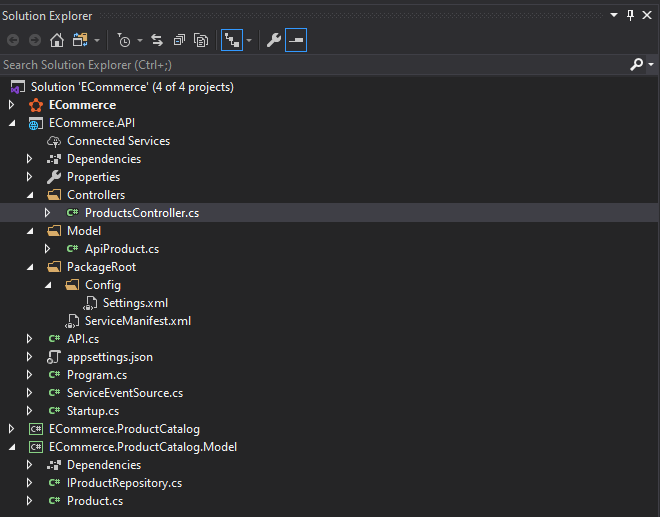 Solution Explorer
Search Solution Explorer (Ctrl+;)
Solution 'ECommerce' (4 of 4 projects)
ECommerce
ECommerce.API
Connected Services
Dependencies
Properties
Controllers
C# ProductsController.cs
Model
C# ApiProduct.cs
PackageRoot
Config
Settings.xml
ServiceManifest.xml
C# API.cs
appsettings.json
C# Program.cs
C# ServiceEventSource.cs
C# Startup.cs
C# ECommerce.ProductCatalog
C# ECommerce.ProductCatalog.Model
Dependencies
C# IProductRepository.cs
C# Product.cs